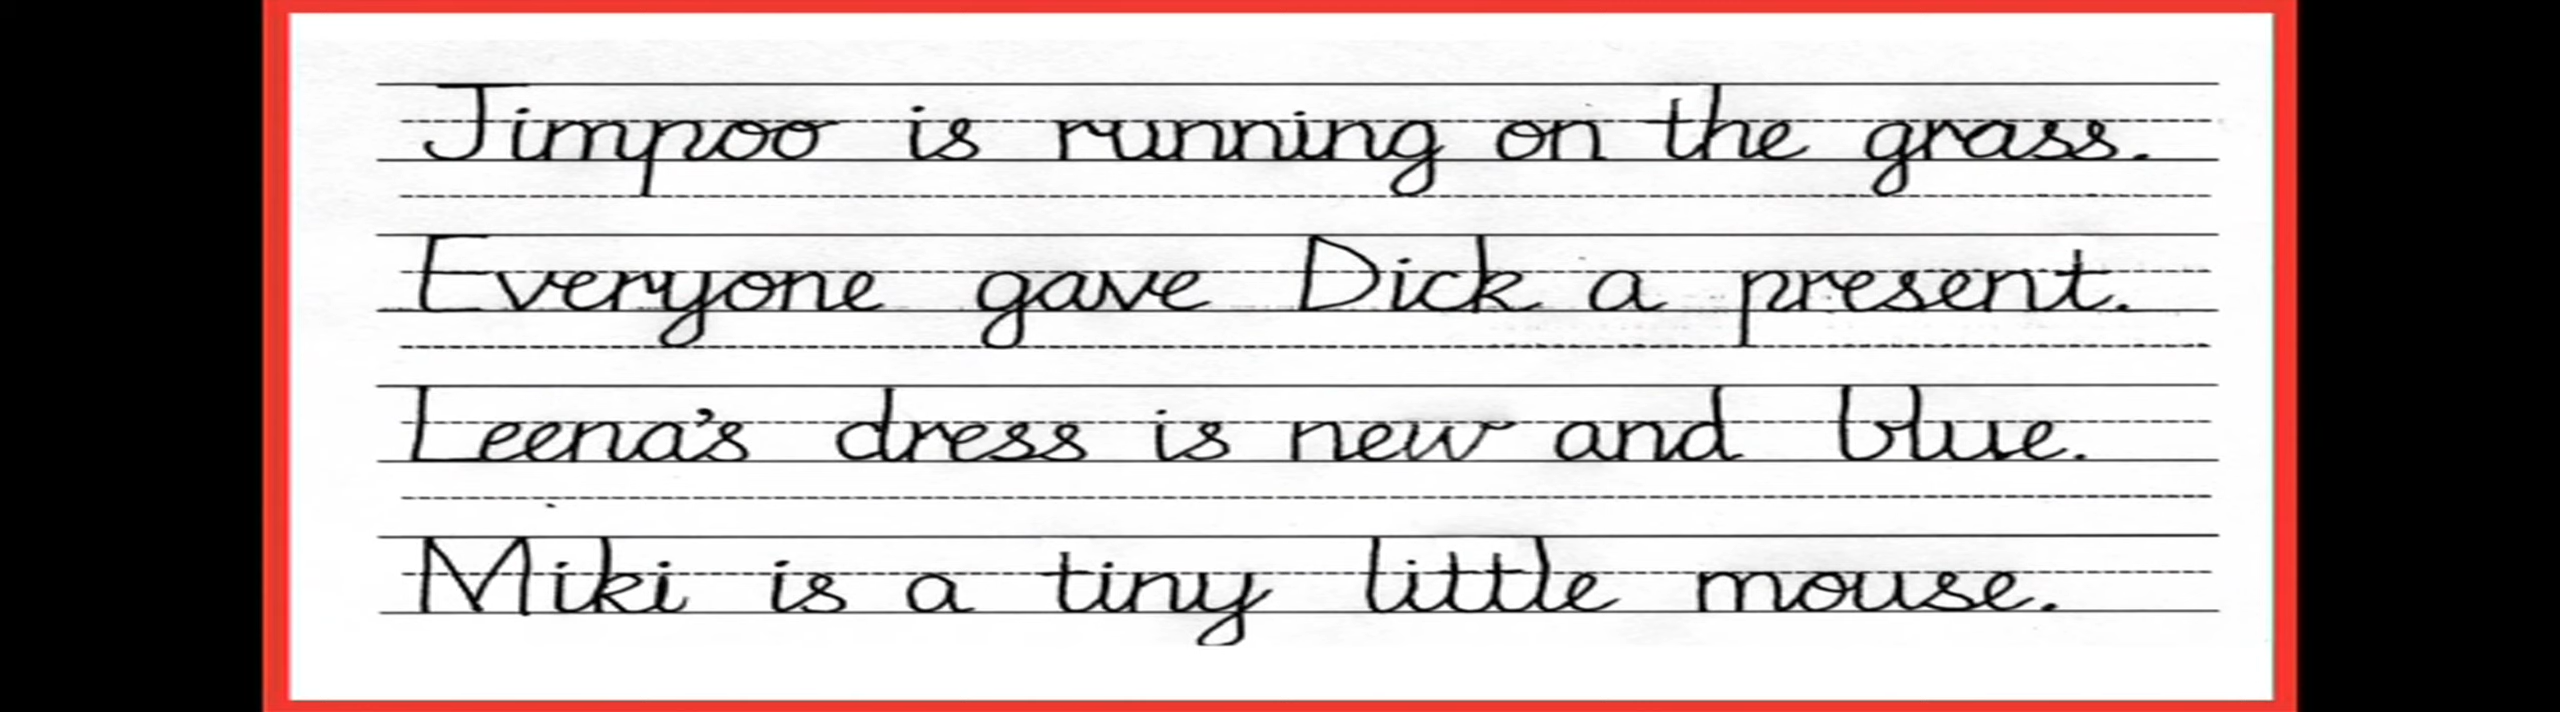 Jimpoo is running on the grass.
Everyone gave Dick a present.
Leena's dress is new and blue.
Miki is a tiny little mouse.